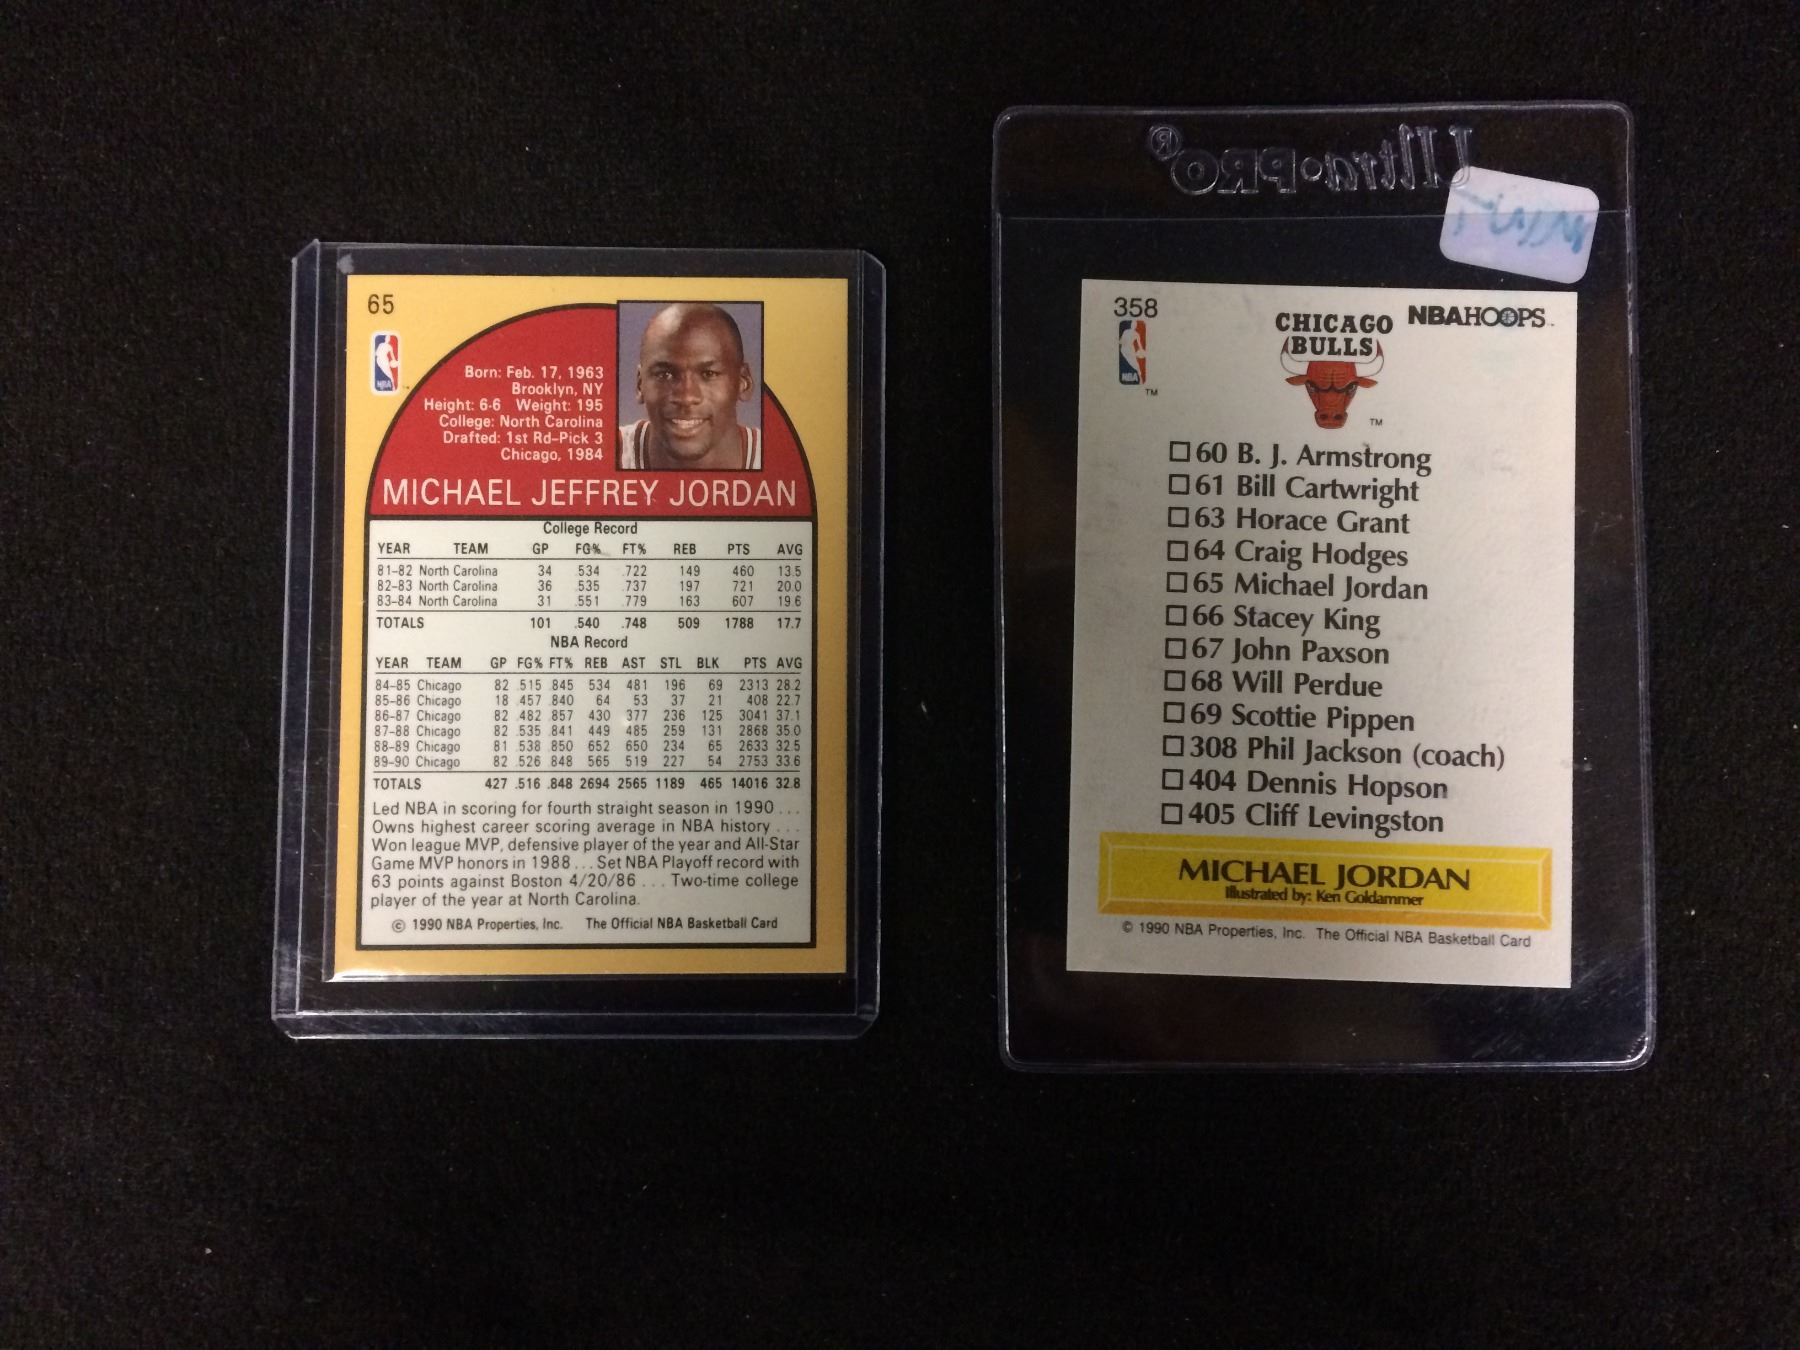 65
NBA
Born: Feb. 17, 1963
Brooklyn, NY
Height: 6-6 Weight: 195
College: North Carolina
Drafted: 1st Rd-Pick 3
Chicago, 1984
MICHAEL JEFFREY JORDAN
College Record
YEAR TEAM GP FG% FT% REB PTS AVG
81-82 North Carolina 34 .534 .722 149 460 13.5
82-83 North Carolina 36 .535 .737 197 721 20.0
83-84 North Carolina 31 .551 .779 163 607 19.6
TOTALS 101 .540 .748 509 1788 17.7
NBA Record
YEAR TEAM GP FG% FT% REB AST STL BLK PTS AVG
84-85 Chicago 82 .515 .845 534 481 196 69 2313 28.2
85-86 Chicago 18 .457 .840 64 53 37 21 408 22.7
86-87 Chicago 82 .482 .857 430 377 236 125 3041 37.1
87-88 Chicago 82 .535 .841 449 485 259 131 2868 35.0
88-89 Chicago 81 .538 .850 652 650 234 65 2633 32.5
89-90 Chicago 82 .526 .848 565 519 227 54 2753 33.6
TOTALS 427 .516 .848 2694 2565 1189 465 14016 32.8
Led NBA in scoring for fourth straight season in 1990 . . .
Owns highest career scoring average in NBA history . . .
Won league MVP, defensive player of the year and All-Star
Game MVP honors in 1988 . . . Set NBA Playoff record with
63 points against Boston 4/20/86 . . . Two-time college
player of the year at North Carolina.
© 1990 NBA Properties, Inc. The Official NBA Basketball Card
Ultra•PRO®
358
NBA
TM
CHICAGO
BULLS
TM
NBA HOOPS
☐ 60 B. J. Armstrong
☐ 61 Bill Cartwright
☐ 63 Horace Grant
☐ 64 Craig Hodges
☐ 65 Michael Jordan
☐ 66 Stacey King
☐ 67 John Paxson
☐ 68 Will Perdue
☐ 69 Scottie Pippen
☐ 308 Phil Jackson (coach)
☐ 404 Dennis Hopson
☐ 405 Cliff Levingston
MICHAEL JORDAN
Illustrated by: Ken Goldammer
© 1990 NBA Properties, Inc. The Official NBA Basketball Card